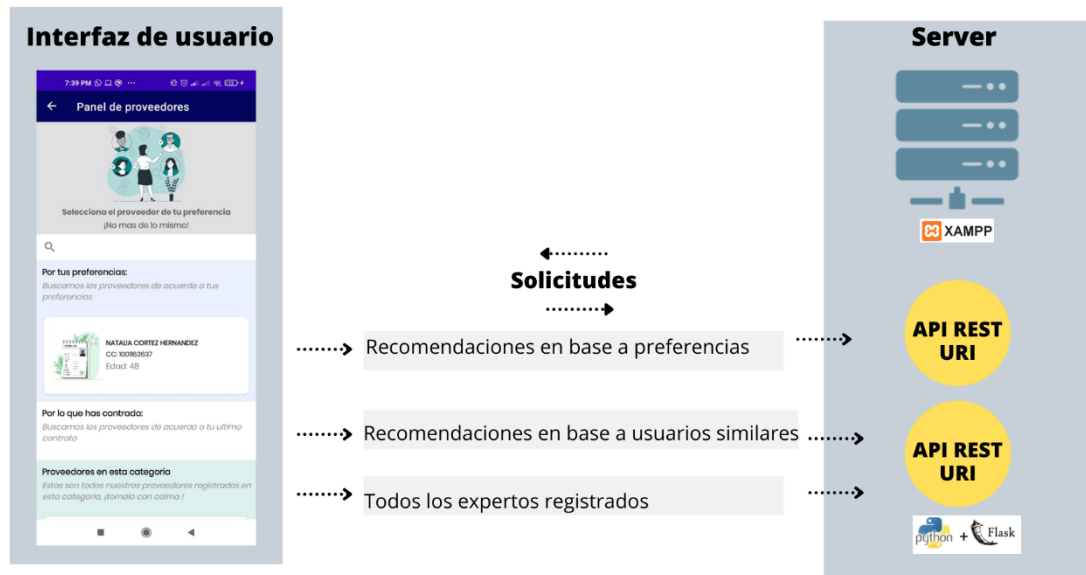 Interfaz de usuario
7:39 PM
Panel de proveedores
Selecciona el proveedor de tu preferencia
¡No mas de lo mismo!
Por tus preferencias:
Buscamos los proveedores de acuerdo a tus
preferencias
NATALIA CORTEZ HERNANDEZ
CC: 1001162637
Edad: 48
Por lo que has contrado:
Buscamos los proveedores de acuerdo a tu ultimo
contrato
Proveedores en esta categoria
Estos son todos nuestros proveedores registrados en
esta categoria, ¡tomalo con calma !
Solicitudes
Recomendaciones en base a preferencias
Recomendaciones en base a usuarios similares
Todos los expertos registrados
Server
XAMPP
API REST
URI
API REST
URI
python + Flask